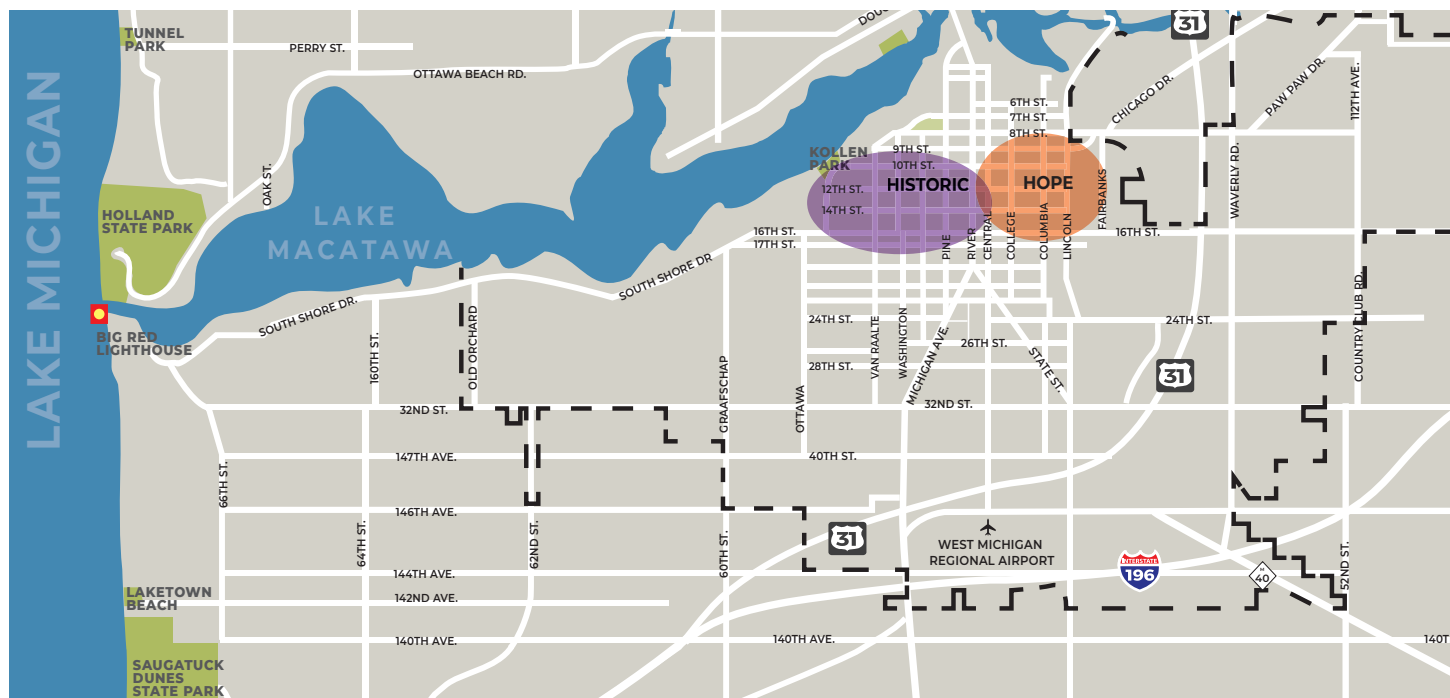 TUNNEL
PARK
PERRY ST.
OTTAWA BEACH RD.
31
CHICAGO DR.
PAW PAW DR.
112TH AVE.
6TH ST.
7TH ST.
8TH ST.
KOLLEN
PARK
9TH ST.
10TH ST.
12TH ST.
14TH ST.
HISTORIC
HOPE
FAIRBANKS
WAVERLY RD.
OAK ST.
HOLLAND
STATE PARK
LAKE
MACATAWA
LAKE MICHIGAN
16TH ST.
17TH ST.
PINE
RIVER
CENTRAL
COLLEGE
COLUMBIA
LINCOLN
16TH ST.
SOUTH SHORE DR
SOUTH SHORE DR.
BIG RED
LIGHTHOUSE
160TH ST.
OLD ORCHARD
GRAAFSCHAP
OTTAWA
24TH ST.
VAN RAALTE
WASHINGTON
MICHIGAN AVE.
26TH ST.
STATE ST.
24TH ST.
COUNTRY CLUB RD.
28TH ST.
31
32ND ST.
32ND ST.
147TH AVE.
40TH ST.
66TH ST.
146TH AVE.
64TH ST.
62ND ST.
60TH ST.
31
WEST MICHIGAN
REGIONAL AIRPORT
INTERSTATE
196
M
40
52ND ST.
144TH AVE.
LAKETOWN
BEACH
142ND AVE.
140TH AVE.
140TH AVE.
140T
SAUGATUCK
DUNES
STATE PARK